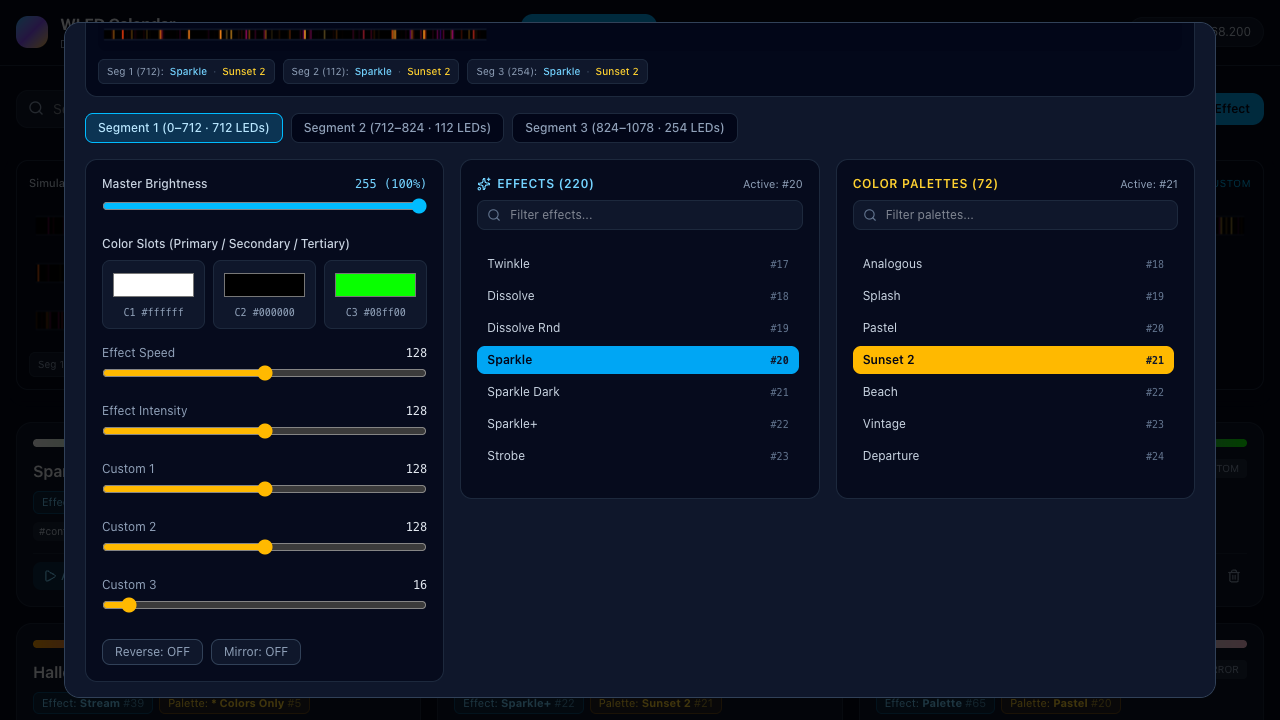 Seg 1 (712): Sparkle · Sunset 2
Seg 2 (112): Sparkle · Sunset 2
Seg 3 (254): Sparkle · Sunset 2
Segment 1 (0–712 · 712 LEDs)
Segment 2 (712–824 · 112 LEDs)
Segment 3 (824–1078 · 254 LEDs)
Master Brightness
255 (100%)
Color Slots (Primary / Secondary / Tertiary)
C1 #ffffff
C2 #000000
C3 #08ff00
Effect Speed
128
Effect Intensity
128
Custom 1
128
Custom 2
128
Custom 3
16
Reverse: OFF
Mirror: OFF
EFFECTS (220)
Active: #20
Filter effects...
Twinkle #17
Dissolve #18
Dissolve Rnd #19
Sparkle #20
Sparkle Dark #21
Sparkle+ #22
Strobe #23
COLOR PALETTES (72)
Active: #21
Filter palettes...
Analogous #18
Splash #19
Pastel #20
Sunset 2 #21
Beach #22
Vintage #23
Departure #24
Effect: Stream #39
Palette: * Colors Only #5
Effect: Sparkle+ #22
Palette: Sunset 2 #21
Effect: Palette #65
Palette: Pastel #20